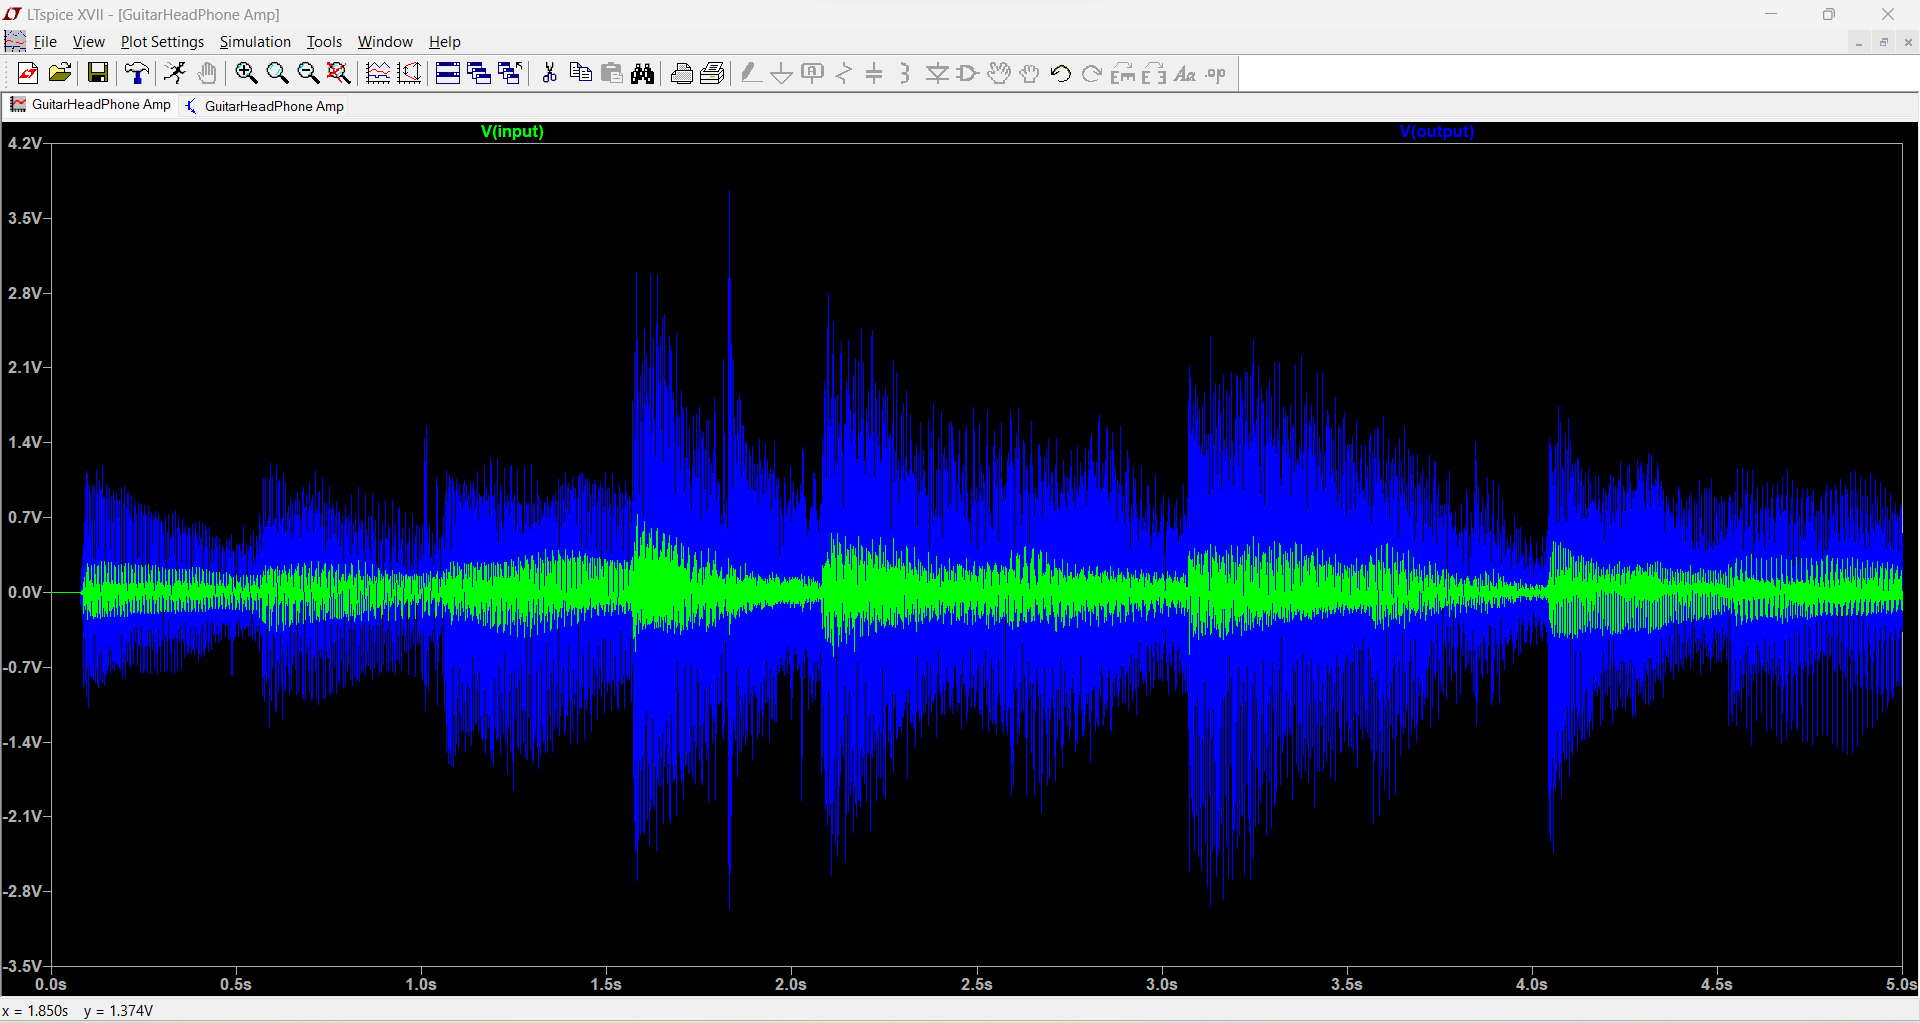 LTspice XVII - [GuitarHeadPhone Amp]
File View Plot Settings Simulation Tools Window Help
GuitarHeadPhone Amp GuitarHeadPhone Amp
V(input) V(output)
4.2V
3.5V
2.8V
2.1V
1.4V
0.7V
0.0V
-0.7V
-1.4V
-2.1V
-2.8V
-3.5V
0.0s 0.5s 1.0s 1.5s 2.0s 2.5s 3.0s 3.5s 4.0s 4.5s 5.0s
x = 1.850s y = 1.374V